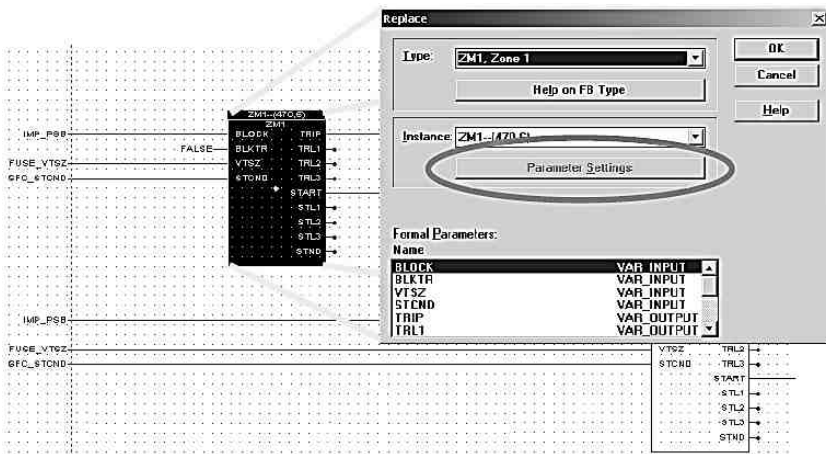 Replace
Type:
ZM1, Zone 1
Help on FB Type
OK
Cancel
Help
Instance:
ZM1--(470,6)
Parameter Settings
Formal Parameters:
Name
BLOCK VAR_INPUT
BLKTR VAR_INPUT
VTSZ VAR_INPUT
STCND VAR_INPUT
TRIP VAR_OUTPUT
TRL1 VAR_OUTPUT
ZM1--(470,6)
ZM1
IMP_PSB BLOCK TRIP
FALSE BLKTR TRL1
FUSE_VTSZ VTSZ TRL2
GFC_STCND STCND TRL3
START
STL1
STL2
STL3
STND
IMP_PSB
FUSE_VTSZ VTSZ TRL2
GFC_STCND STCND TRL3
START
STL1
STL2
STL3
STND